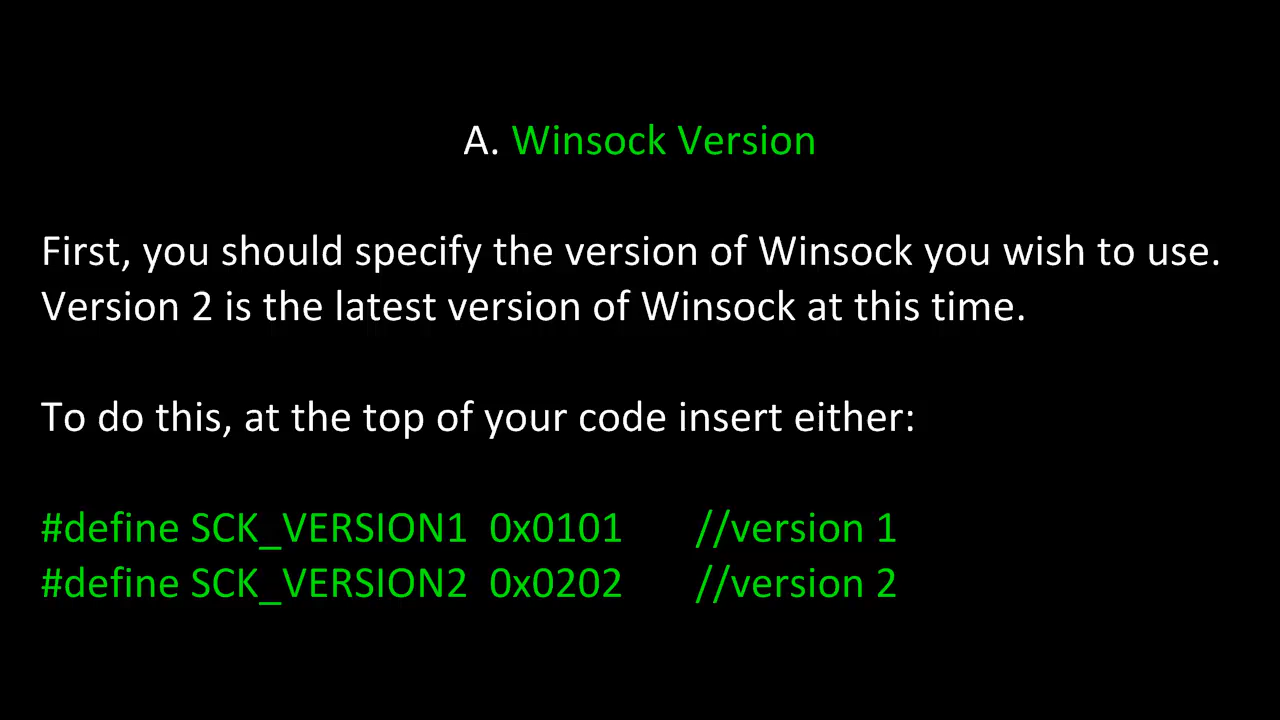 A. Winsock Version
First, you should specify the version of Winsock you wish to use.
Version 2 is the latest version of Winsock at this time.
To do this, at the top of your code insert either:
#define SCK_VERSION1 0x0101 //version 1
#define SCK_VERSION2 0x0202 //version 2